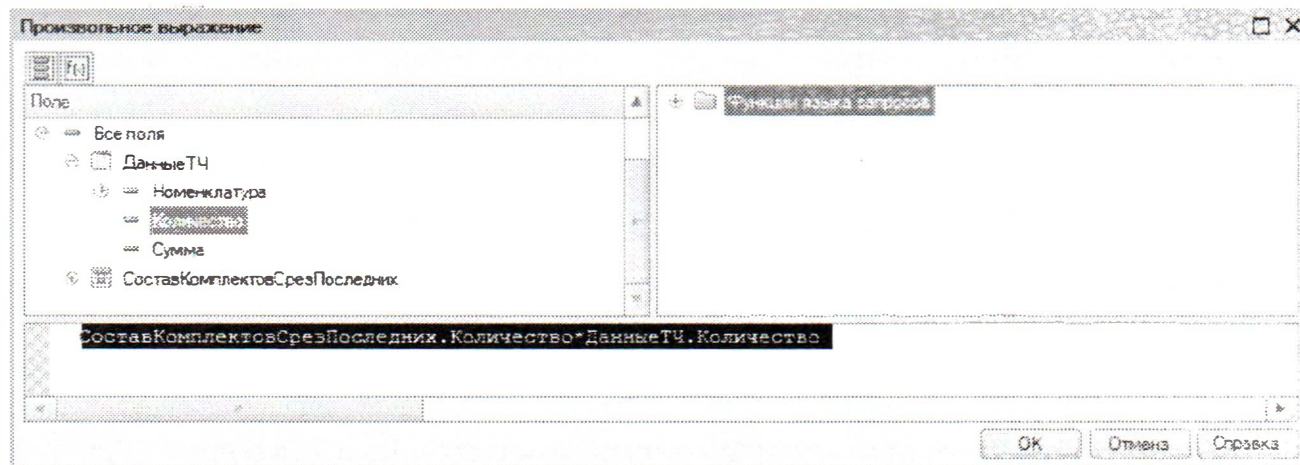 Произвольное выражение
Поле
Все поля
ДанныеТЧ
Номенклатура
Количество
Сумма
СоставКомплектовСрезПоследних
Функции языка запросов
СоставКомплектовСрезПоследних.Количество*ДанныеТЧ.Количество
ОК
Отмена
Справка